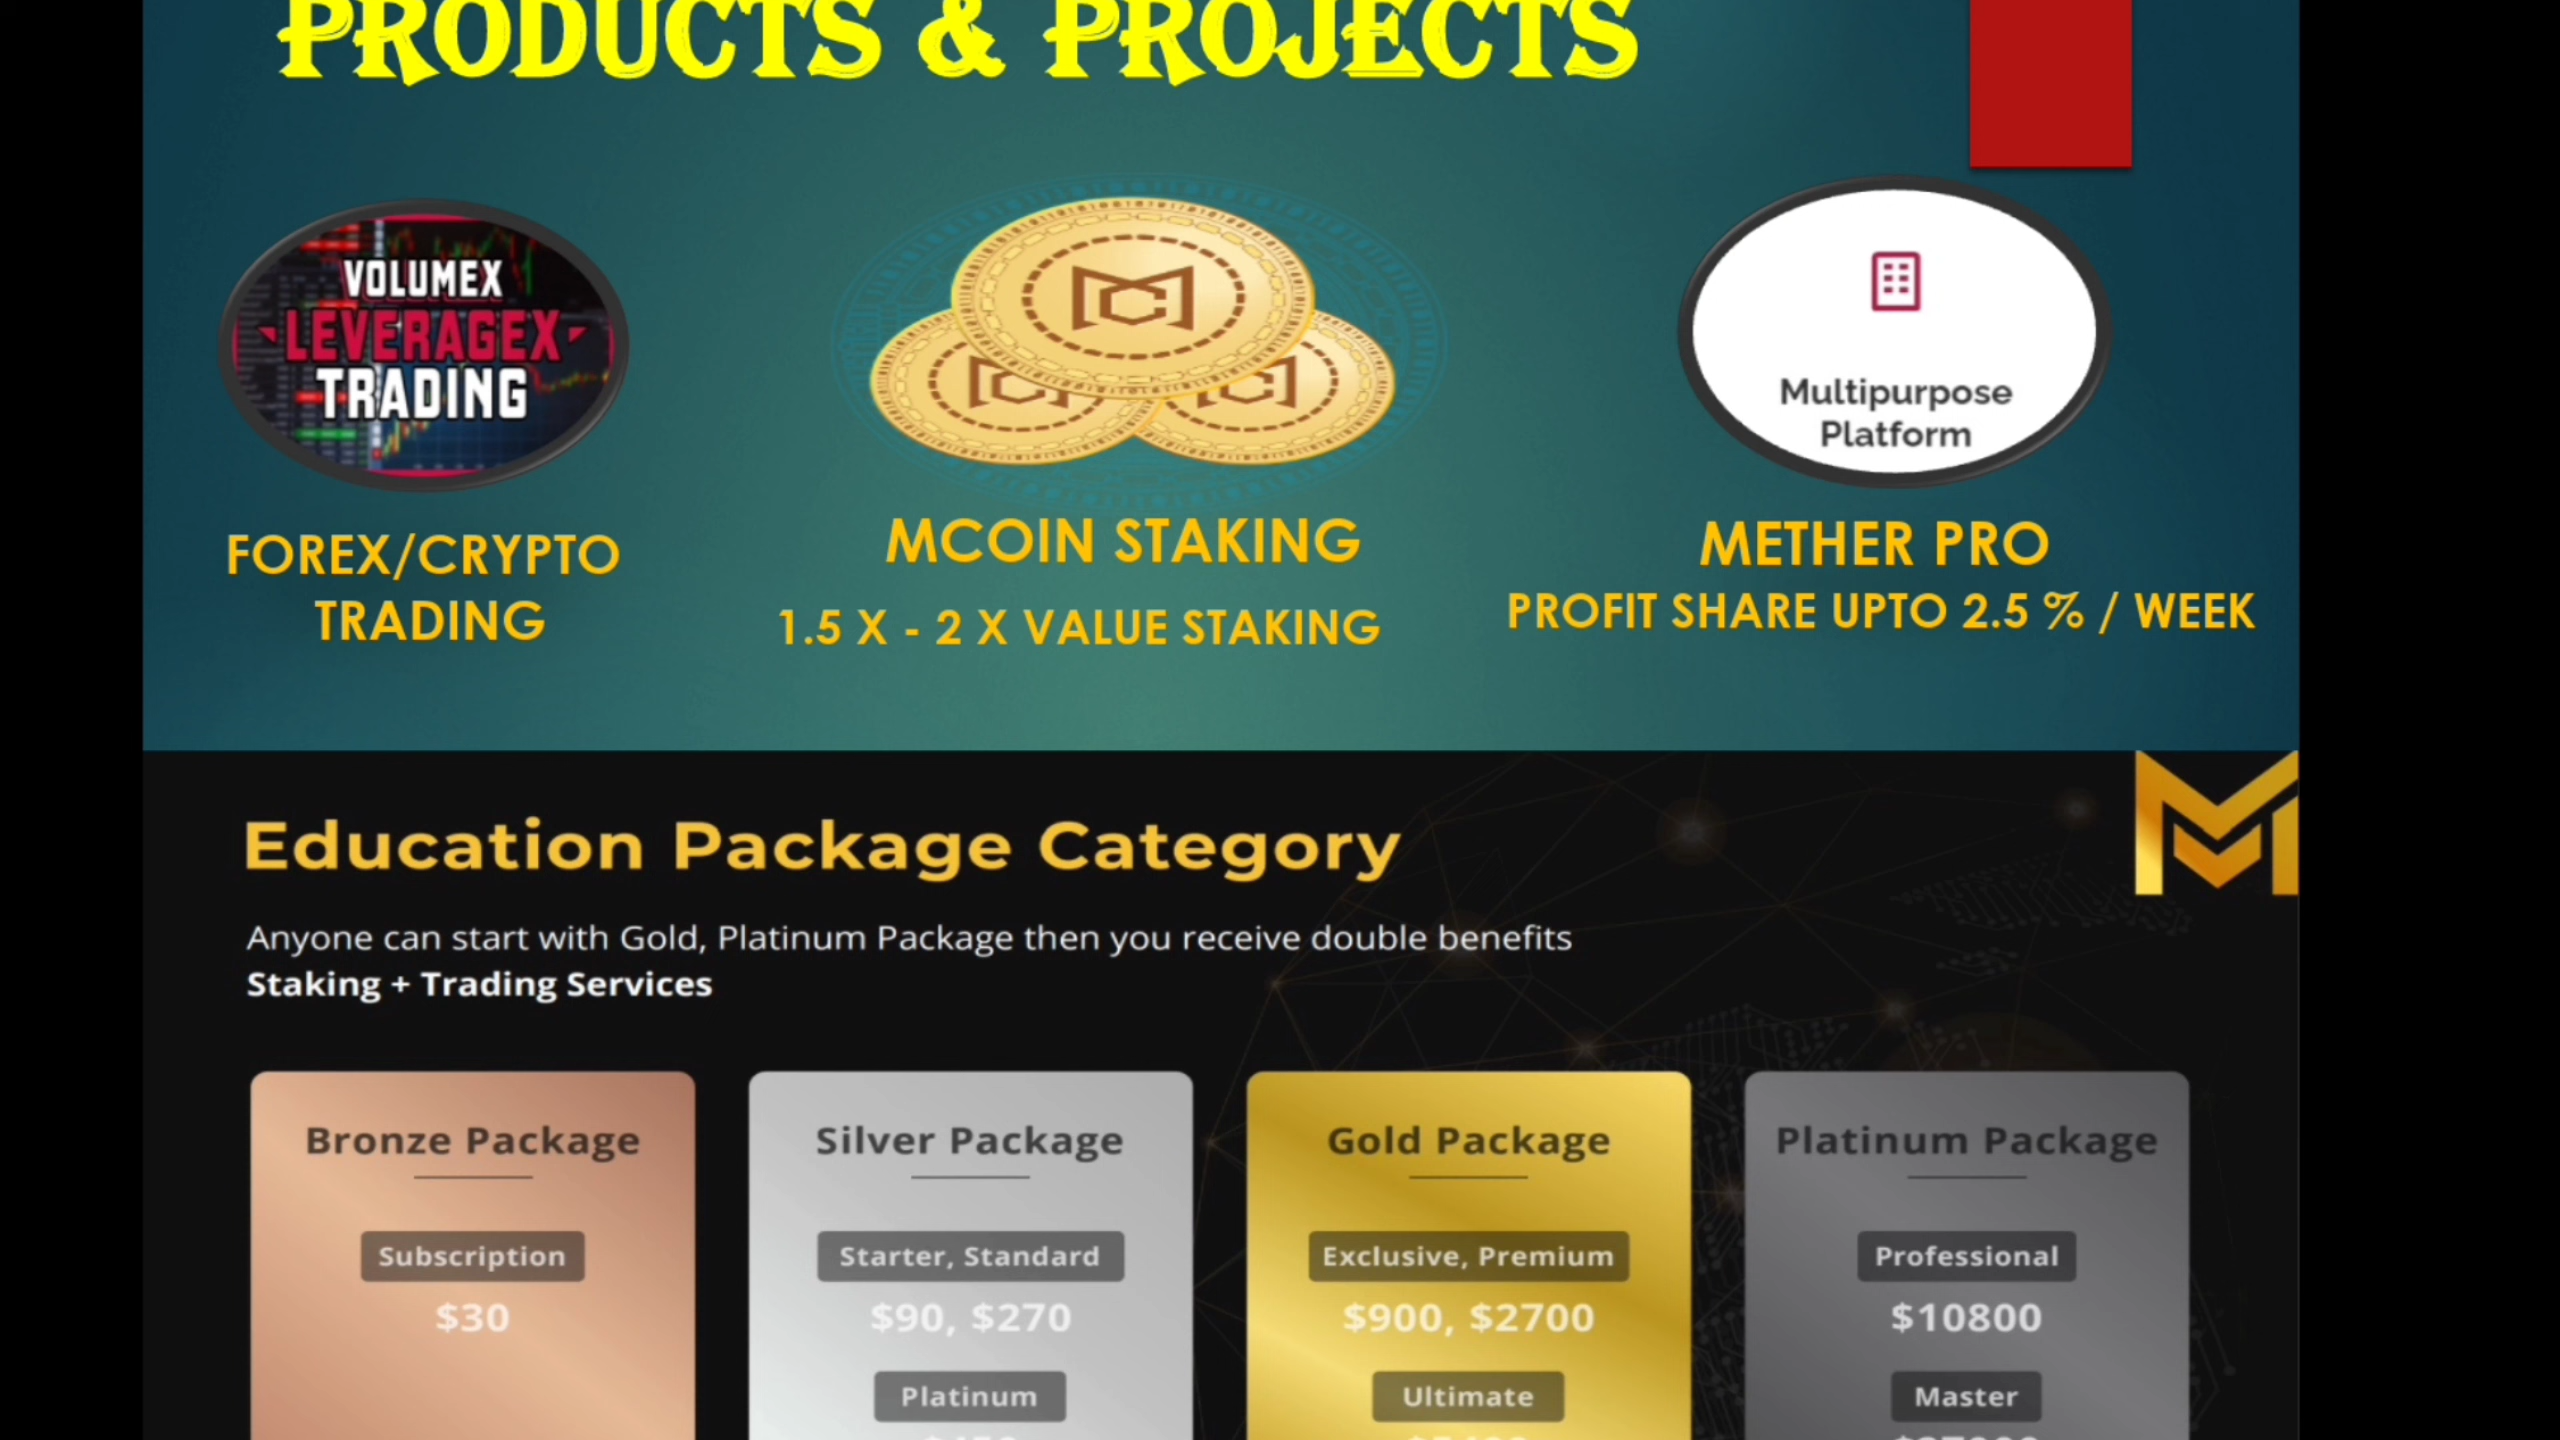 PRODUCTS & PROJECTS
VOLUMEX
LEVERAGEX
TRADING
Multipurpose
Platform
FOREX/CRYPTO
TRADING
MCOIN STAKING
1.5 X - 2 X VALUE STAKING
METHER PRO
PROFIT SHARE UPTO 2.5 % / WEEK
Education Package Category
Anyone can start with Gold, Platinum Package then you receive double benefits
Staking + Trading Services
Bronze Package
Subscription
$30
Silver Package
Starter, Standard
$90, $270
Platinum
Gold Package
Exclusive, Premium
$900, $2700
Ultimate
Platinum Package
Professional
$10800
Master